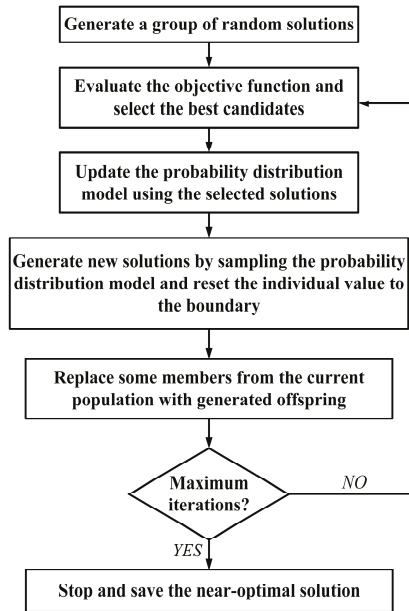 Generate a group of random solutions
Evaluate the objective function and
select the best candidates
Update the probability distribution
model using the selected solutions
Generate new solutions by sampling the probability
distribution model and reset the individual value to
the boundary
Replace some members from the current
population with generated offspring
Maximum
iterations?
NO
YES
Stop and save the near-optimal solution